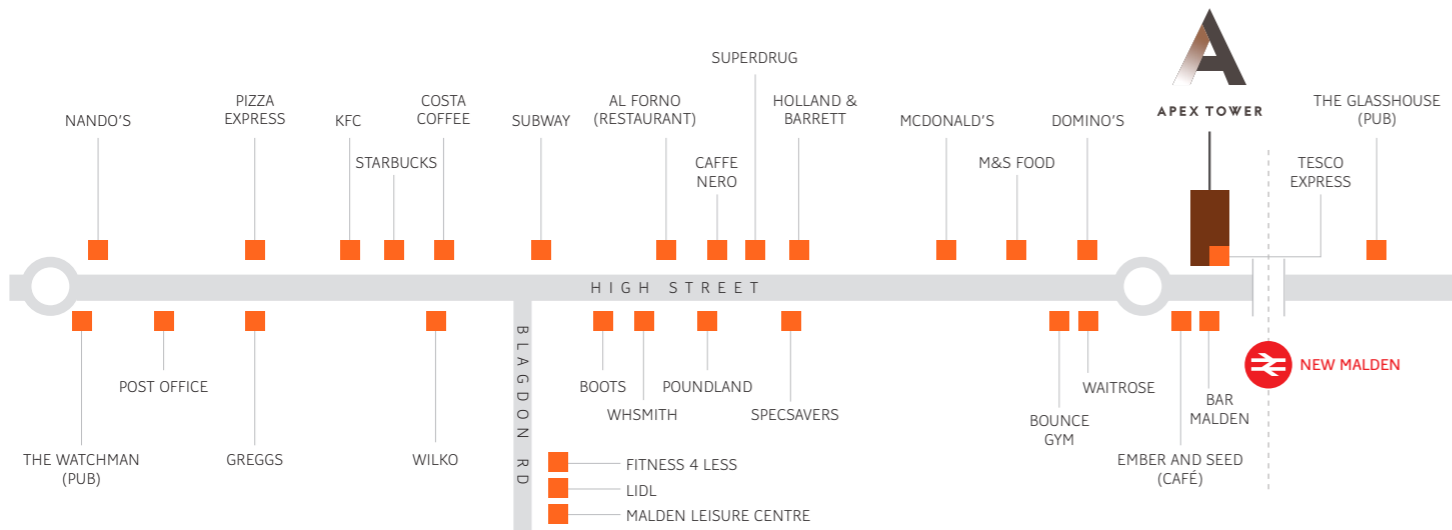 SUPERDRUG
NANDO'S
PIZZA
EXPRESS
KFC
COSTA
COFFEE
SUBWAY
AL FORNO
(RESTAURANT)
HOLLAND &
BARRETT
MCDONALD'S
DOMINO'S
APEX TOWER
THE GLASSHOUSE
(PUB)
STARBUCKS
CAFFE
NERO
M&S FOOD
TESCO
EXPRESS
HIGH STREET
BLAGDON RD
NEW MALDEN
POST OFFICE
BOOTS
POUNDLAND
WAITROSE
WHSMITH
SPECSAVERS
BOUNCE
GYM
BAR
MALDEN
THE WATCHMAN
(PUB)
GREGGS
WILKO
EMBER AND SEED
(CAFÉ)
FITNESS 4 LESS
LIDL
MALDEN LEISURE CENTRE